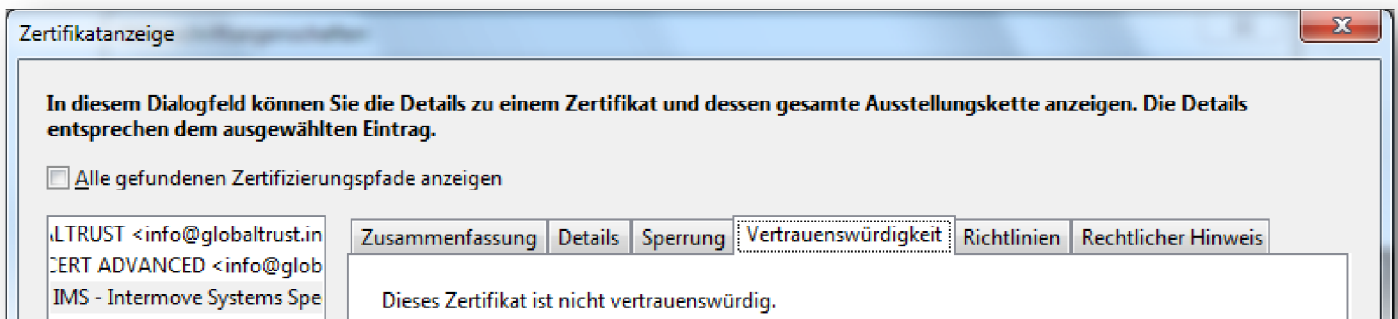 Zertifikatanzeige
In diesem Dialogfeld können Sie die Details zu einem Zertifikat und dessen gesamte Ausstellungskette anzeigen. Die Details
entsprechen dem ausgewählten Eintrag.
Alle gefundenen Zertifizierungspfade anzeigen
LTRUST <info@globaltrust.in
CERT ADVANCED <info@glob
IMS - Intermove Systems Spe
Zusammenfassung Details Sperrung Vertrauenswürdigkeit Richtlinien Rechtlicher Hinweis
Dieses Zertifikat ist nicht vertrauenswürdig.